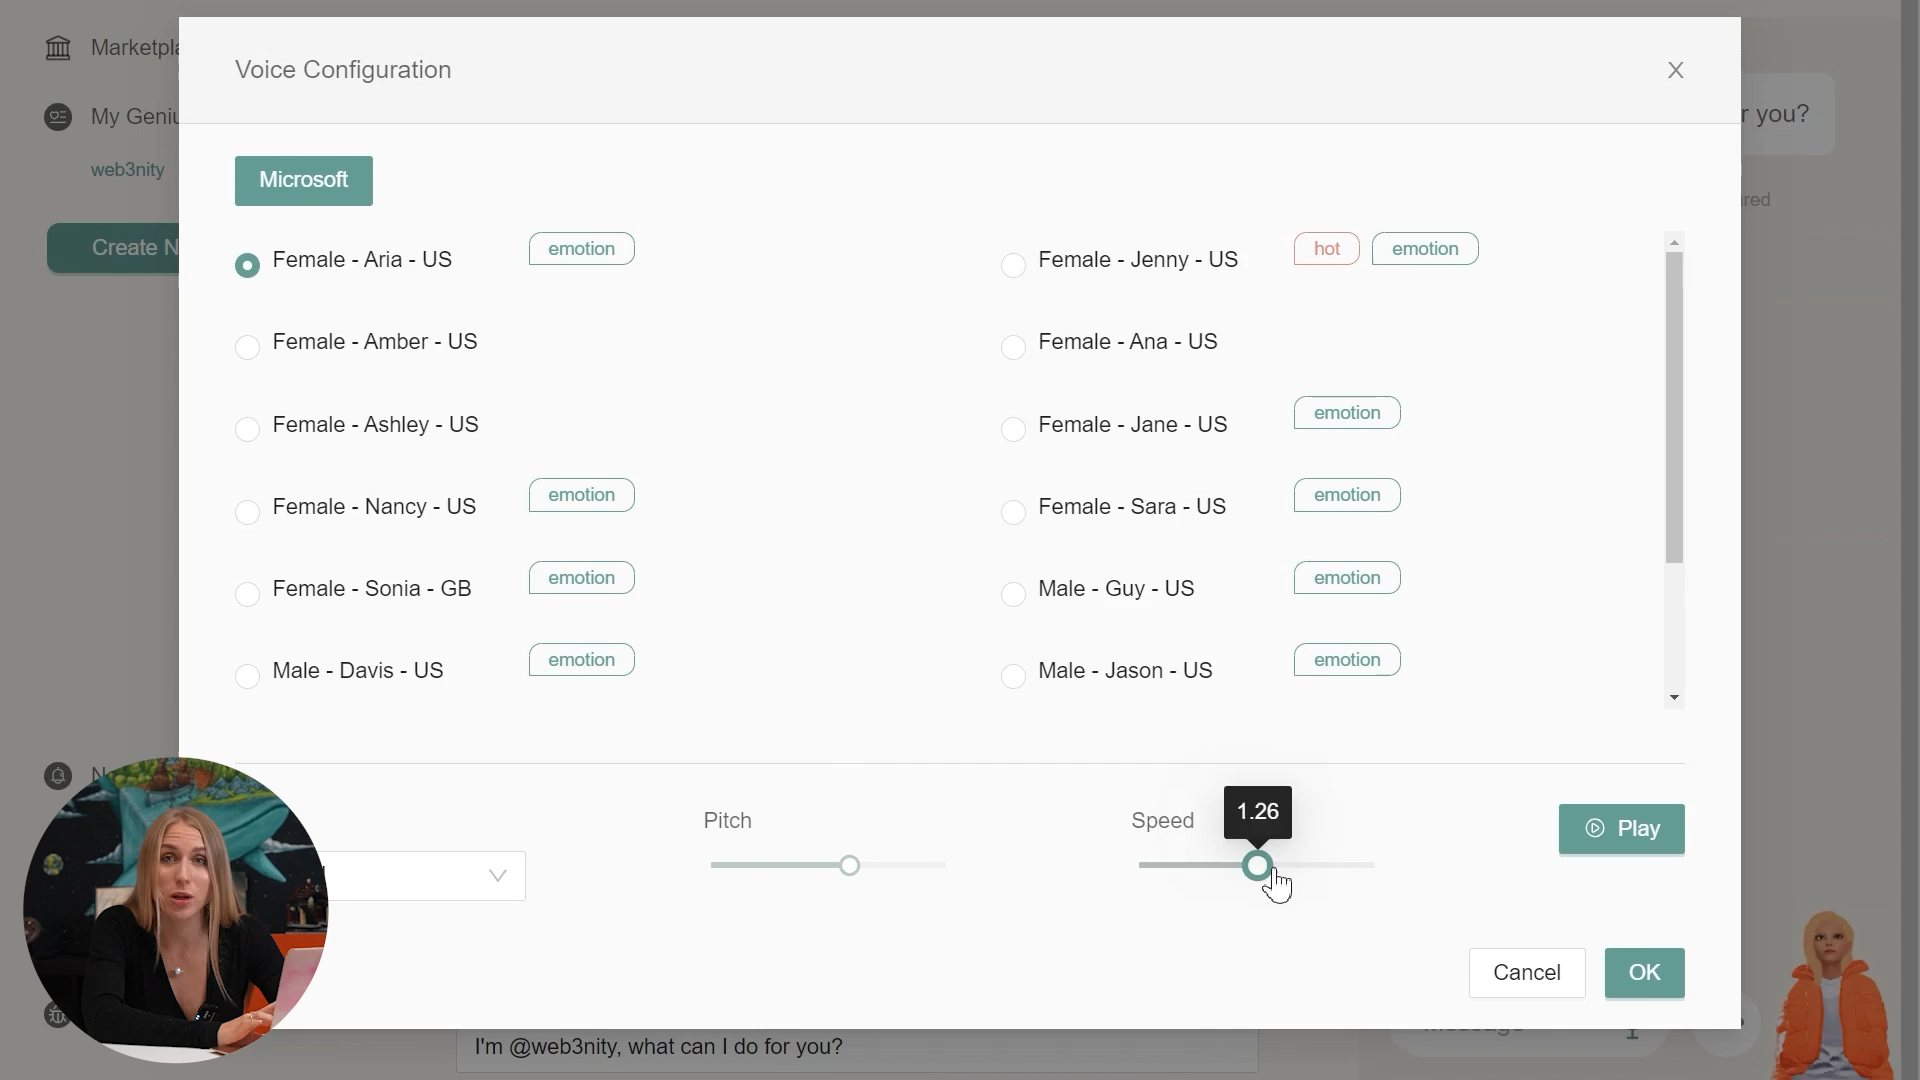 Marketpla
Voice Configuration
X
My Geniu
r you?
web3nity
Microsoft
ared
Create N
Female - Aria - US
emotion
Female - Jenny - US
hot
emotion
Female - Amber - US
Female - Ana - US
Female - Ashley - US
Female - Jane - US
emotion
Female - Nancy - US
emotion
Female - Sara - US
emotion
Female - Sonia - GB
emotion
Male - Guy - US
emotion
Male - Davis - US
emotion
Male - Jason - US
emotion
Pitch
Speed
1.26
Play
Cancel
OK
I'm @web3nity, what can I do for you?